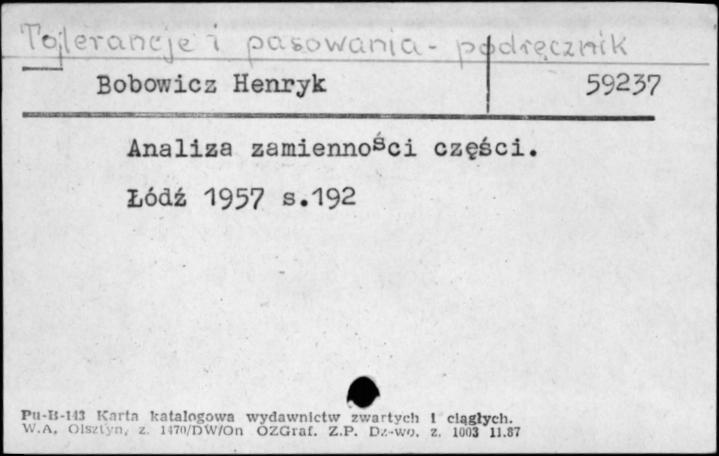 Tolerancje i pasowania - podręcznik
Bobowicz Henryk 59237
Analiza zamienności części.
Łódź 1957 s.192
Pu-B-143 Karta katalogowa wydawnictw zwartych i ciągłych.
W.A. Olsztyn, z. 1470/DW/On OZGraf. Z.P. Dz-wo, z. 1003 11.87